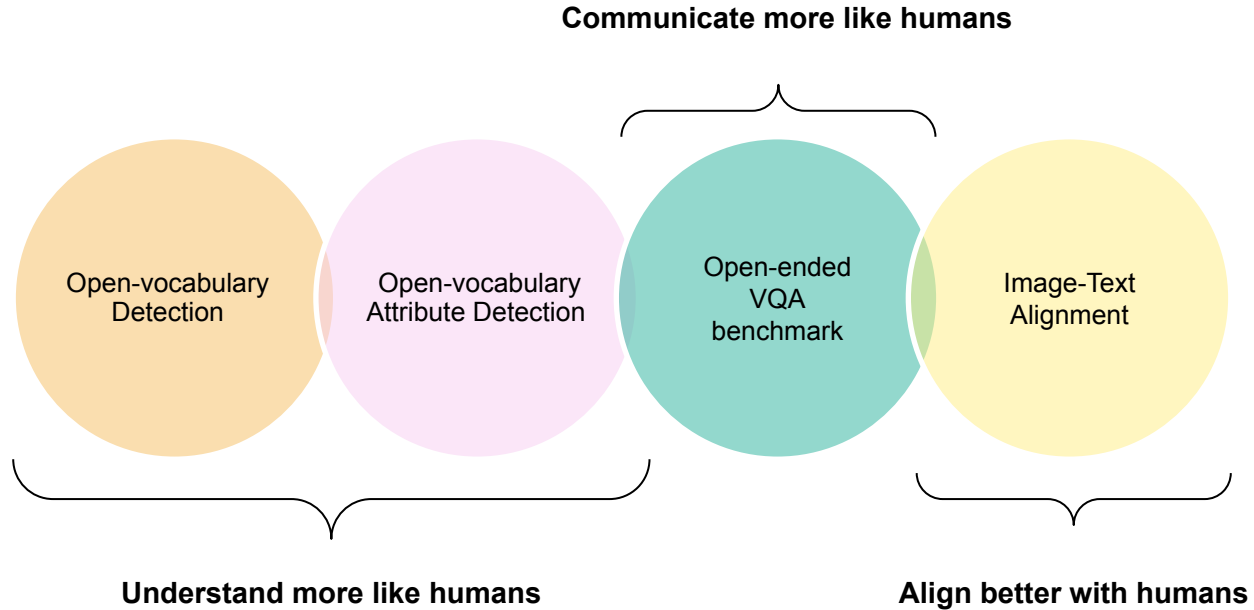 Communicate more like humans
Open-vocabulary
Detection
Open-vocabulary
Attribute Detection
Open-ended
VQA
benchmark
Image-Text
Alignment
Understand more like humans
Align better with humans